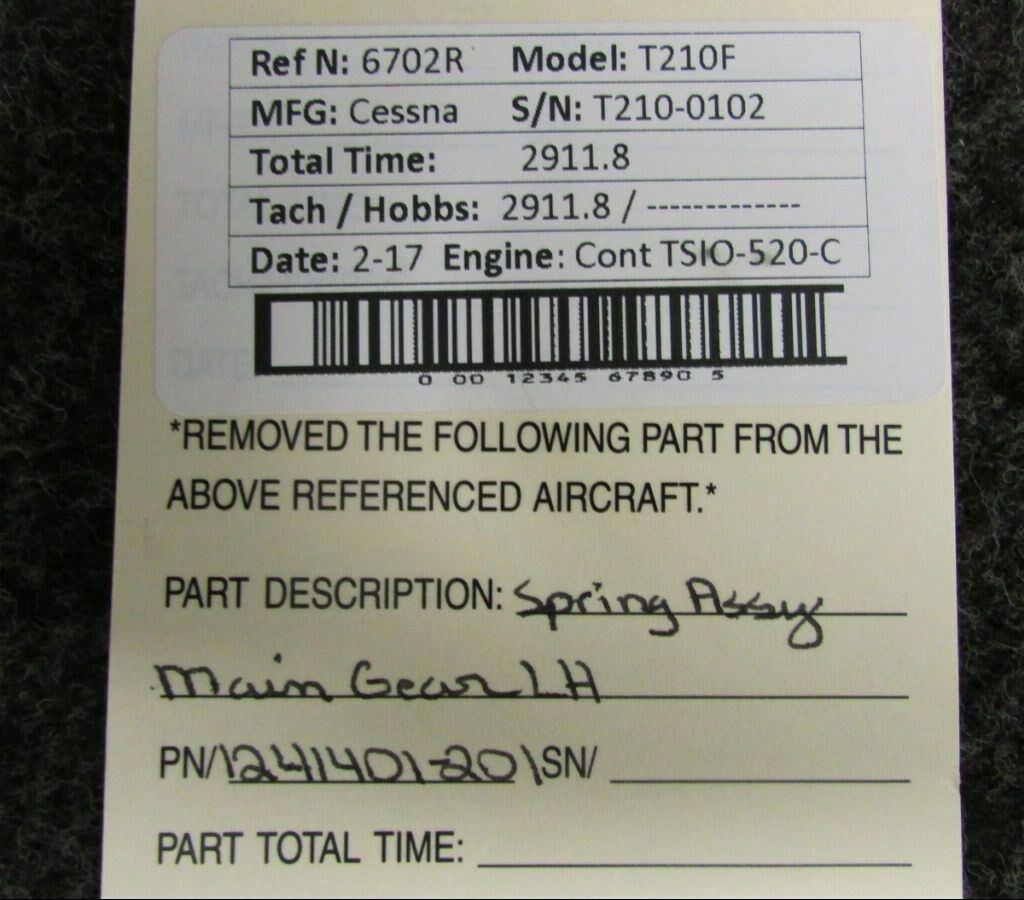 Ref N: 6702R Model: T210F
MFG: Cessna S/N: T210-0102
Total Time: 2911.8
Tach / Hobbs: 2911.8 / -------------
Date: 2-17 Engine: Cont TSIO-520-C
0 00 12345 67890 5
*REMOVED THE FOLLOWING PART FROM THE
ABOVE REFERENCED AIRCRAFT.*
PART DESCRIPTION: Spring Assy
Main Gear LH
PN/1241401-201 SN/
PART TOTAL TIME: